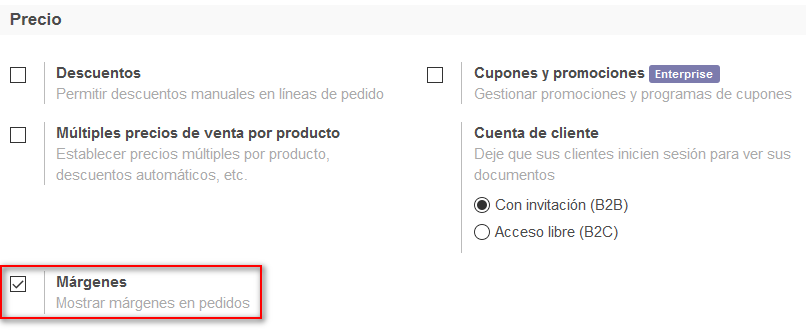 Precio
Descuentos
Permitir descuentos manuales en líneas de pedido
Cupones y promociones Enterprise
Gestionar promociones y programas de cupones
Múltiples precios de venta por producto
Establecer precios múltiples por producto,
descuentos automáticos, etc.
Cuenta de cliente
Deje que sus clientes inicien sesión para ver sus
documentos
Con invitación (B2B)
Acceso libre (B2C)
Márgenes
Mostrar márgenes en pedidos